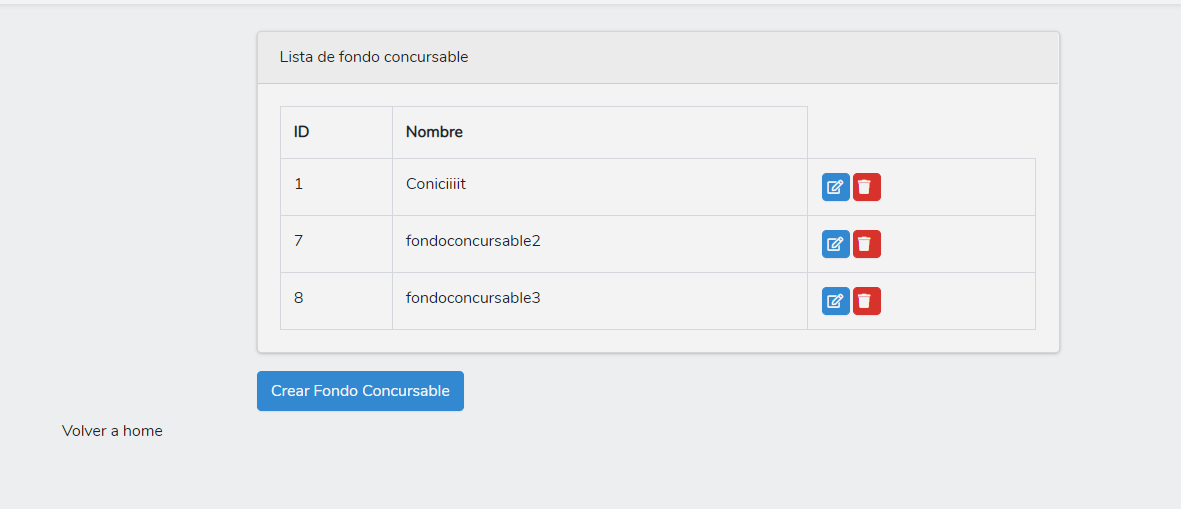 Lista de fondo concursable
ID Nombre
1 Coniciiiit
7 fondoconcursable2
8 fondoconcursable3
Crear Fondo Concursable
Volver a home